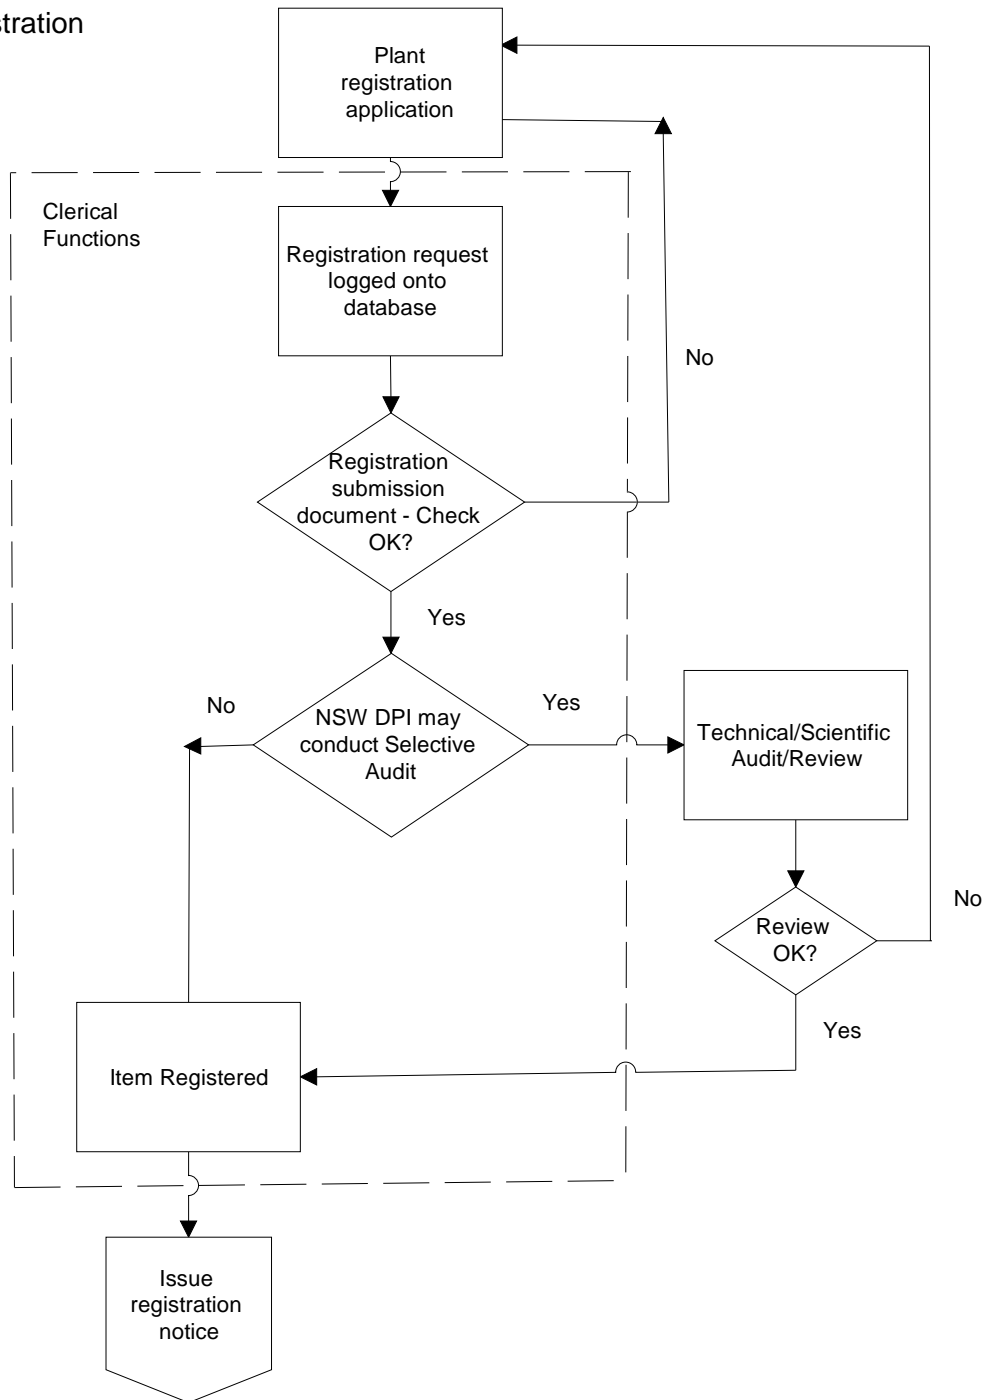 stration
Plant
registration
application
Clerical
Functions
Registration request
logged onto
database
No
Registration
submission
document - Check
OK?
Yes
No
NSW DPI may
conduct Selective
Audit
Yes
Technical/Scientific
Audit/Review
No
Review
OK?
Yes
Item Registered
Issue
registration
notice